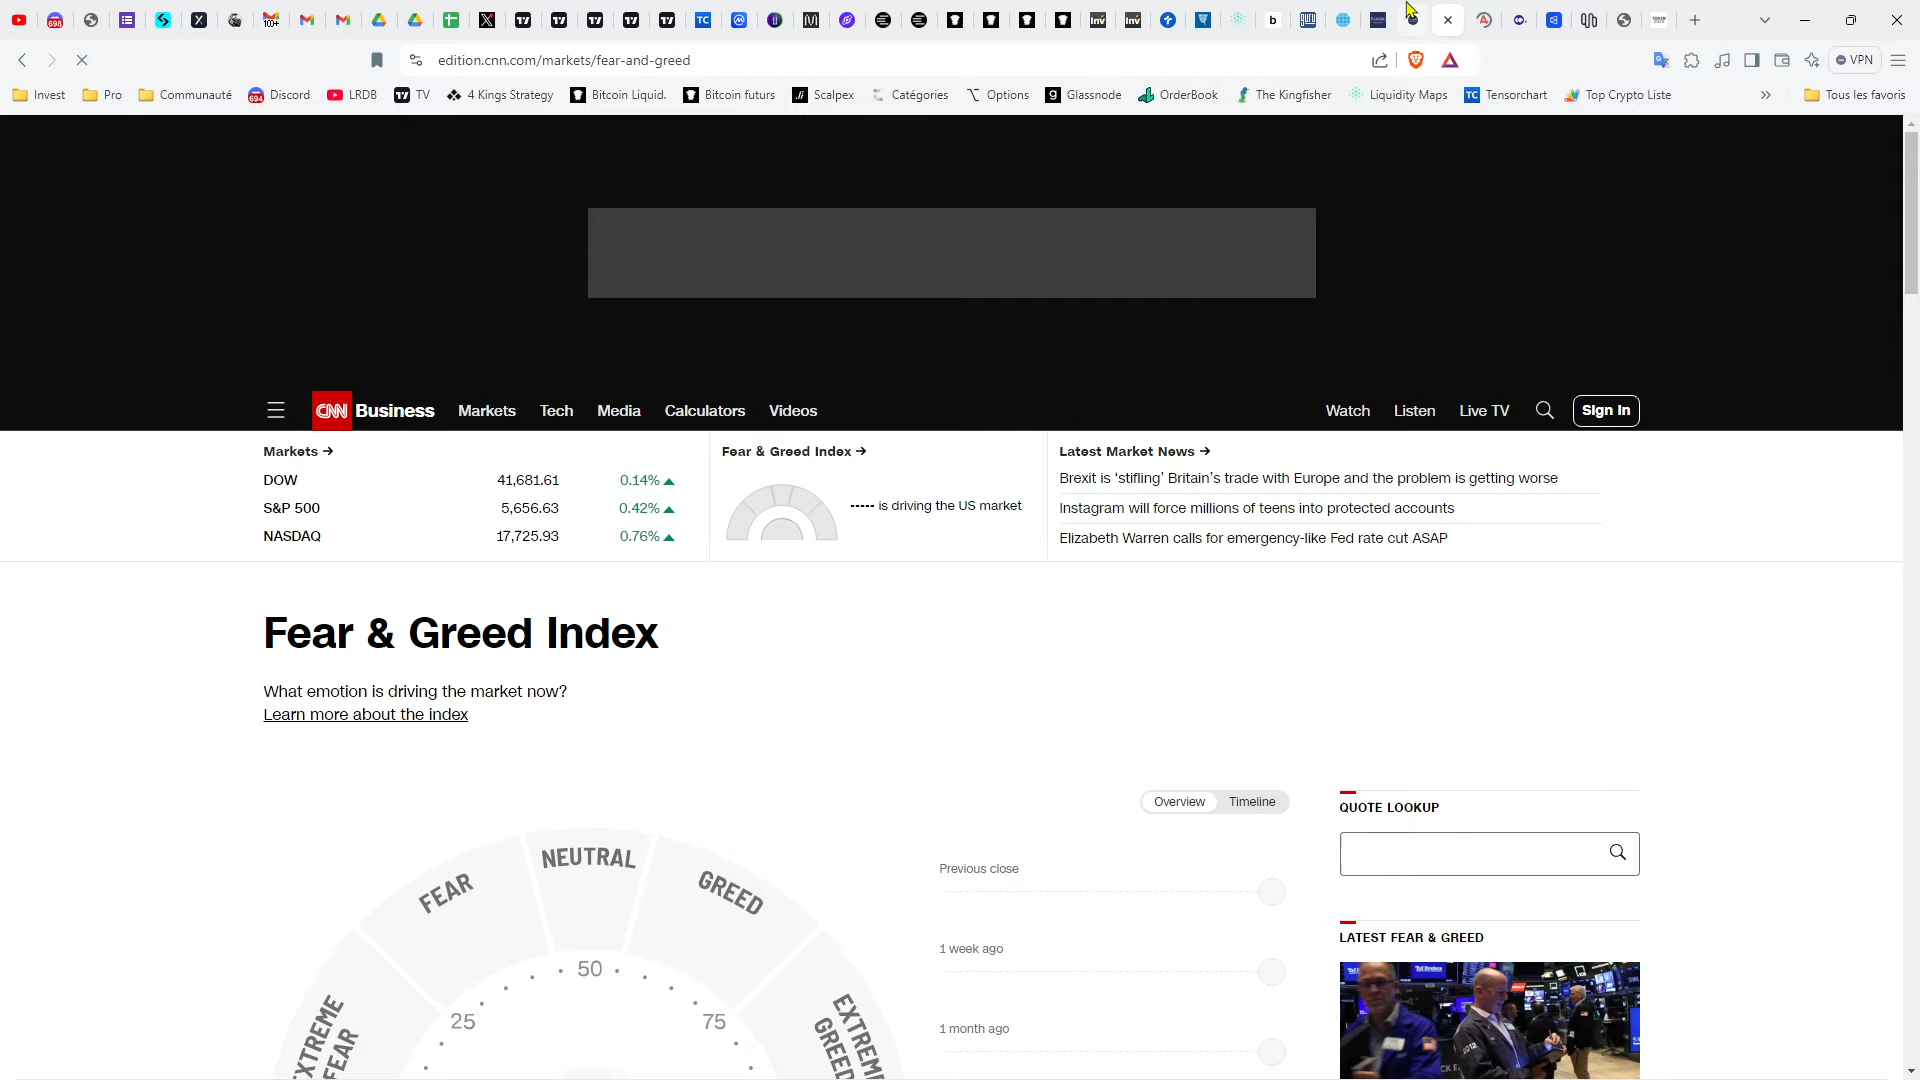 698
100+
edition.cnn.com/markets/fear-and-greed
VPN
Invest
Pro
Communauté
Discord
LRDB
TV
4 Kings Strategy
Bitcoin Liquid.
Bitcoin futurs
Scalpex
Catégories
Options
Glassnode
OrderBook
The Kingfisher
Liquidity Maps
Tensorchart
Top Crypto Liste
Tous les favoris
CNN Business
Markets
Tech
Media
Calculators
Videos
Watch
Listen
Live TV
Sign in
Markets →
DOW 41,681.61 0.14%
S&P 500 5,656.63 0.42%
NASDAQ 17,725.93 0.76%
Fear & Greed Index →
----- is driving the US market
Latest Market News →
Brexit is ‘stifling’ Britain’s trade with Europe and the problem is getting worse
Instagram will force millions of teens into protected accounts
Elizabeth Warren calls for emergency-like Fed rate cut ASAP
Fear & Greed Index
What emotion is driving the market now?
Learn more about the index
Overview Timeline
EXTREME
FEAR
FEAR
NEUTRAL
GREED
EXTREME
GREED
25
50
75
Previous close
1 week ago
1 month ago
QUOTE LOOKUP
LATEST FEAR & GREED